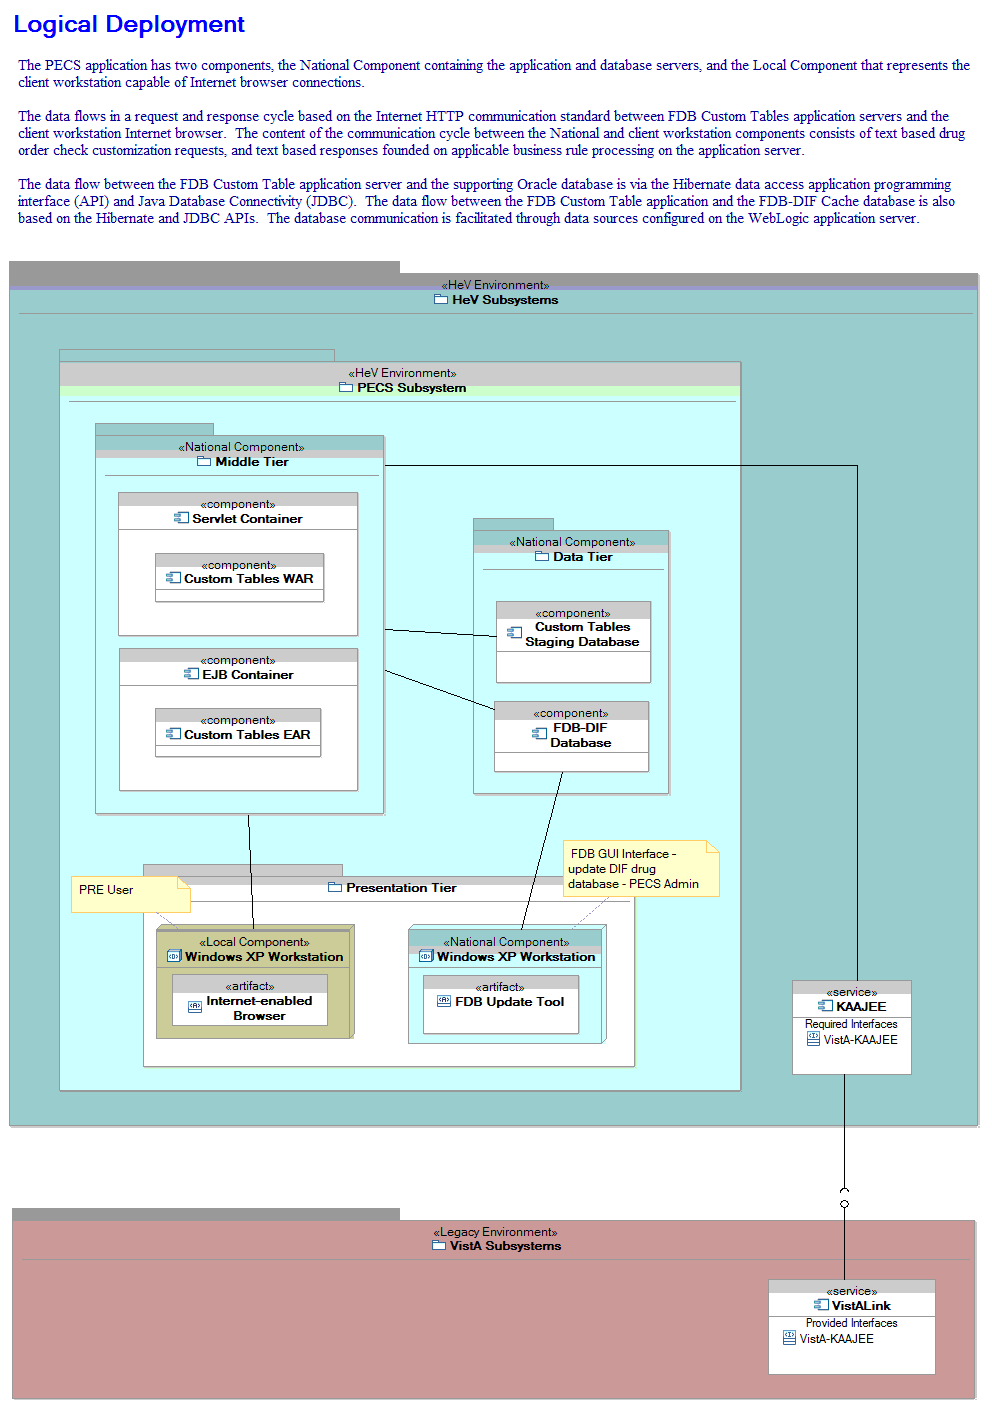 Logical Deployment
The PECS application has two components, the National Component containing the application and database servers, and the Local Component that represents the
client workstation capable of Internet browser connections.
The data flows in a request and response cycle based on the Internet HTTP communication standard between FDB Custom Tables application servers and the
client workstation Internet browser.  The content of the communication cycle between the National and client workstation components consists of text based drug
order check customization requests, and text based responses founded on applicable business rule processing on the application server.
The data flow between the FDB Custom Table application server and the supporting Oracle database is via the Hibernate data access application programming
interface (API) and Java Database Connectivity (JDBC).  The data flow between the FDB Custom Table application and the FDB-DIF Cache database is also
based on the Hibernate and JDBC APIs.  The database communication is facilitated through data sources configured on the WebLogic application server.
«HeV Environment»
HeV Subsystems
«HeV Environment»
PECS Subsystem
«National Component»
Middle Tier
«component»
Servlet Container
«component»
Custom Tables WAR
«component»
EJB Container
«component»
Custom Tables EAR
«National Component»
Data Tier
«component»
Custom Tables
Staging Database
«component»
FDB-DIF
Database
FDB GUI Interface -
update DIF drug
database - PECS Admin
PRE User
Presentation Tier
«Local Component»
Windows XP Workstation
«artifact»
Internet-enabled
Browser
«National Component»
Windows XP Workstation
«artifact»
FDB Update Tool
«service»
KAAJEE
Required Interfaces
VistA-KAAJEE
«Legacy Environment»
VistA Subsystems
«service»
VistALink
Provided Interfaces
VistA-KAAJEE